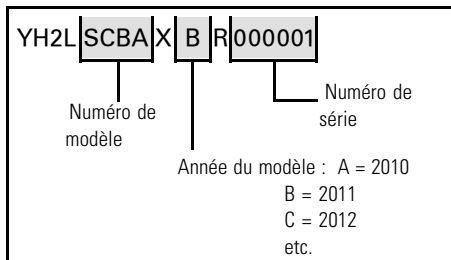 YH2L SCBA X B R 000001
Numéro de
modèle
Numéro de
série
Année du modèle : A = 2010
B = 2011
C = 2012
etc.